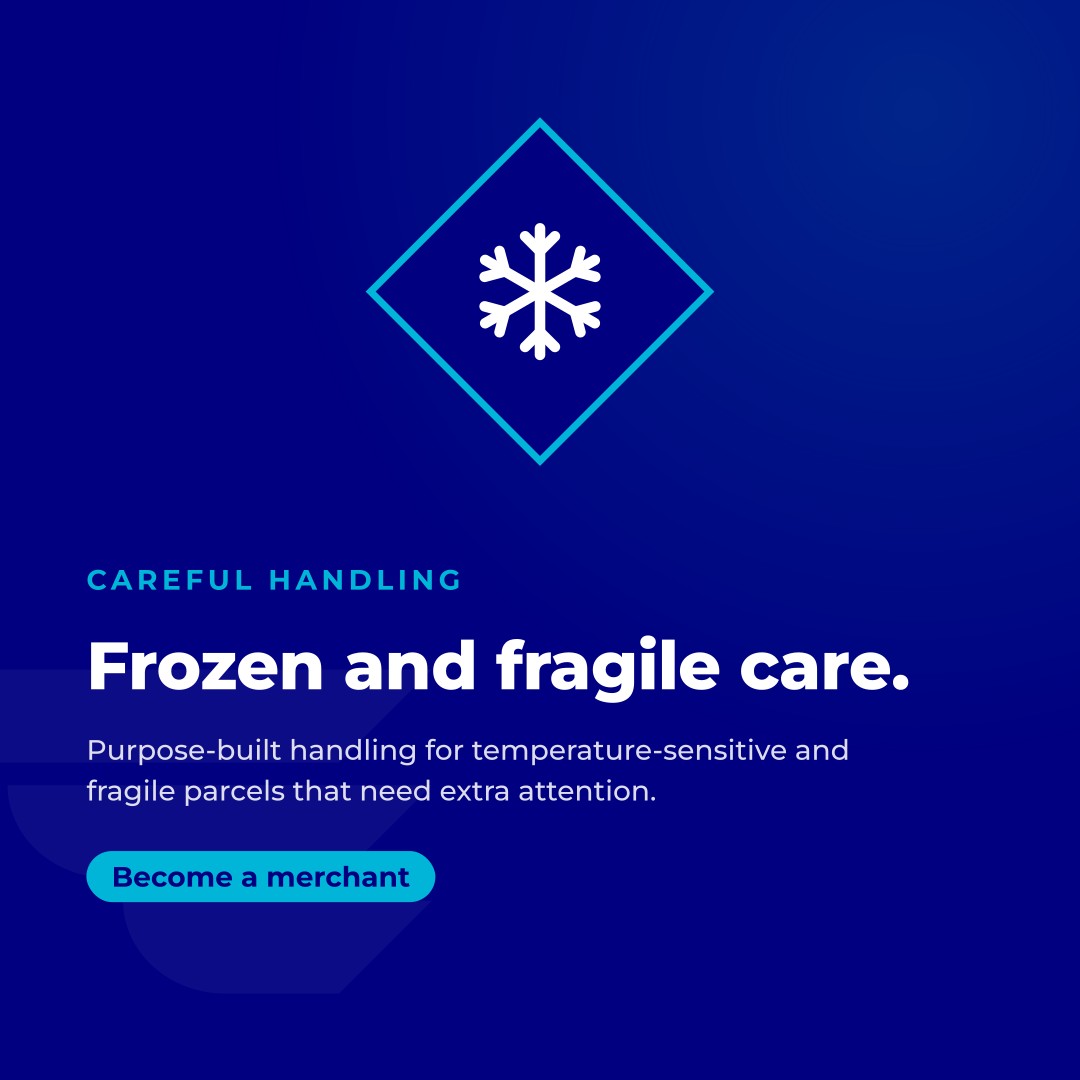 CAREFUL HANDLING
Frozen and fragile care.
Purpose-built handling for temperature-sensitive and
fragile parcels that need extra attention.
Become a merchant